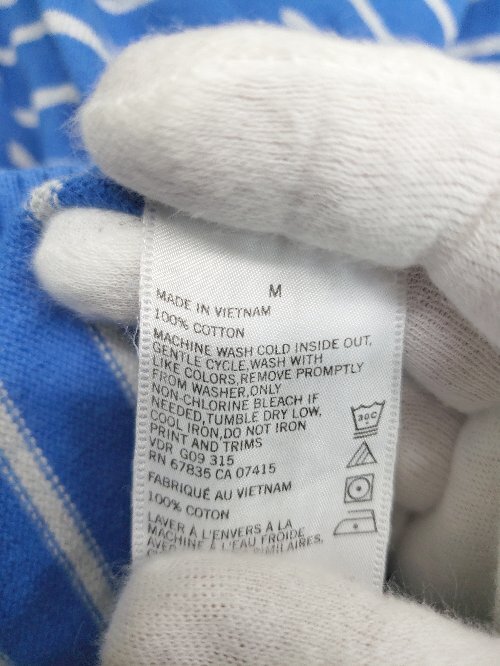 M
MADE IN VIETNAM
100% COTTON
MACHINE WASH COLD INSIDE OUT,
GENTLE CYCLE,WASH WITH
LIKE COLORS,REMOVE PROMPTLY
FROM WASHER,ONLY
NON-CHLORINE BLEACH IF
NEEDED,TUMBLE DRY LOW,
COOL IRON,DO NOT IRON
PRINT AND TRIMS
VDR G09 315
RN 67835 CA 07415
FABRIQUÉ AU VIETNAM
100% COTON
LAVER À L'ENVERS À LA
MACHINE À L'EAU FROIDE
SIMILAIRES,
30C